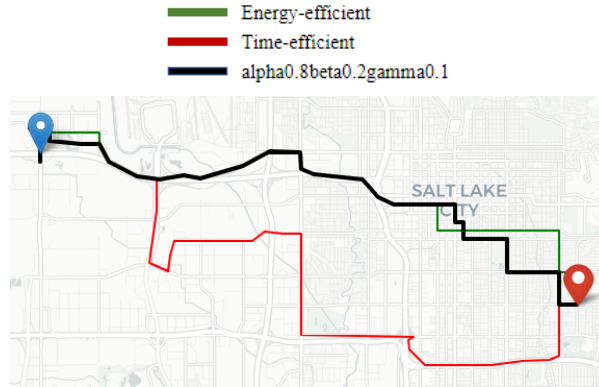 Energy-efficient
Time-efficient
alpha0.8beta0.2gamma0.1
SALT LAKE
CITY